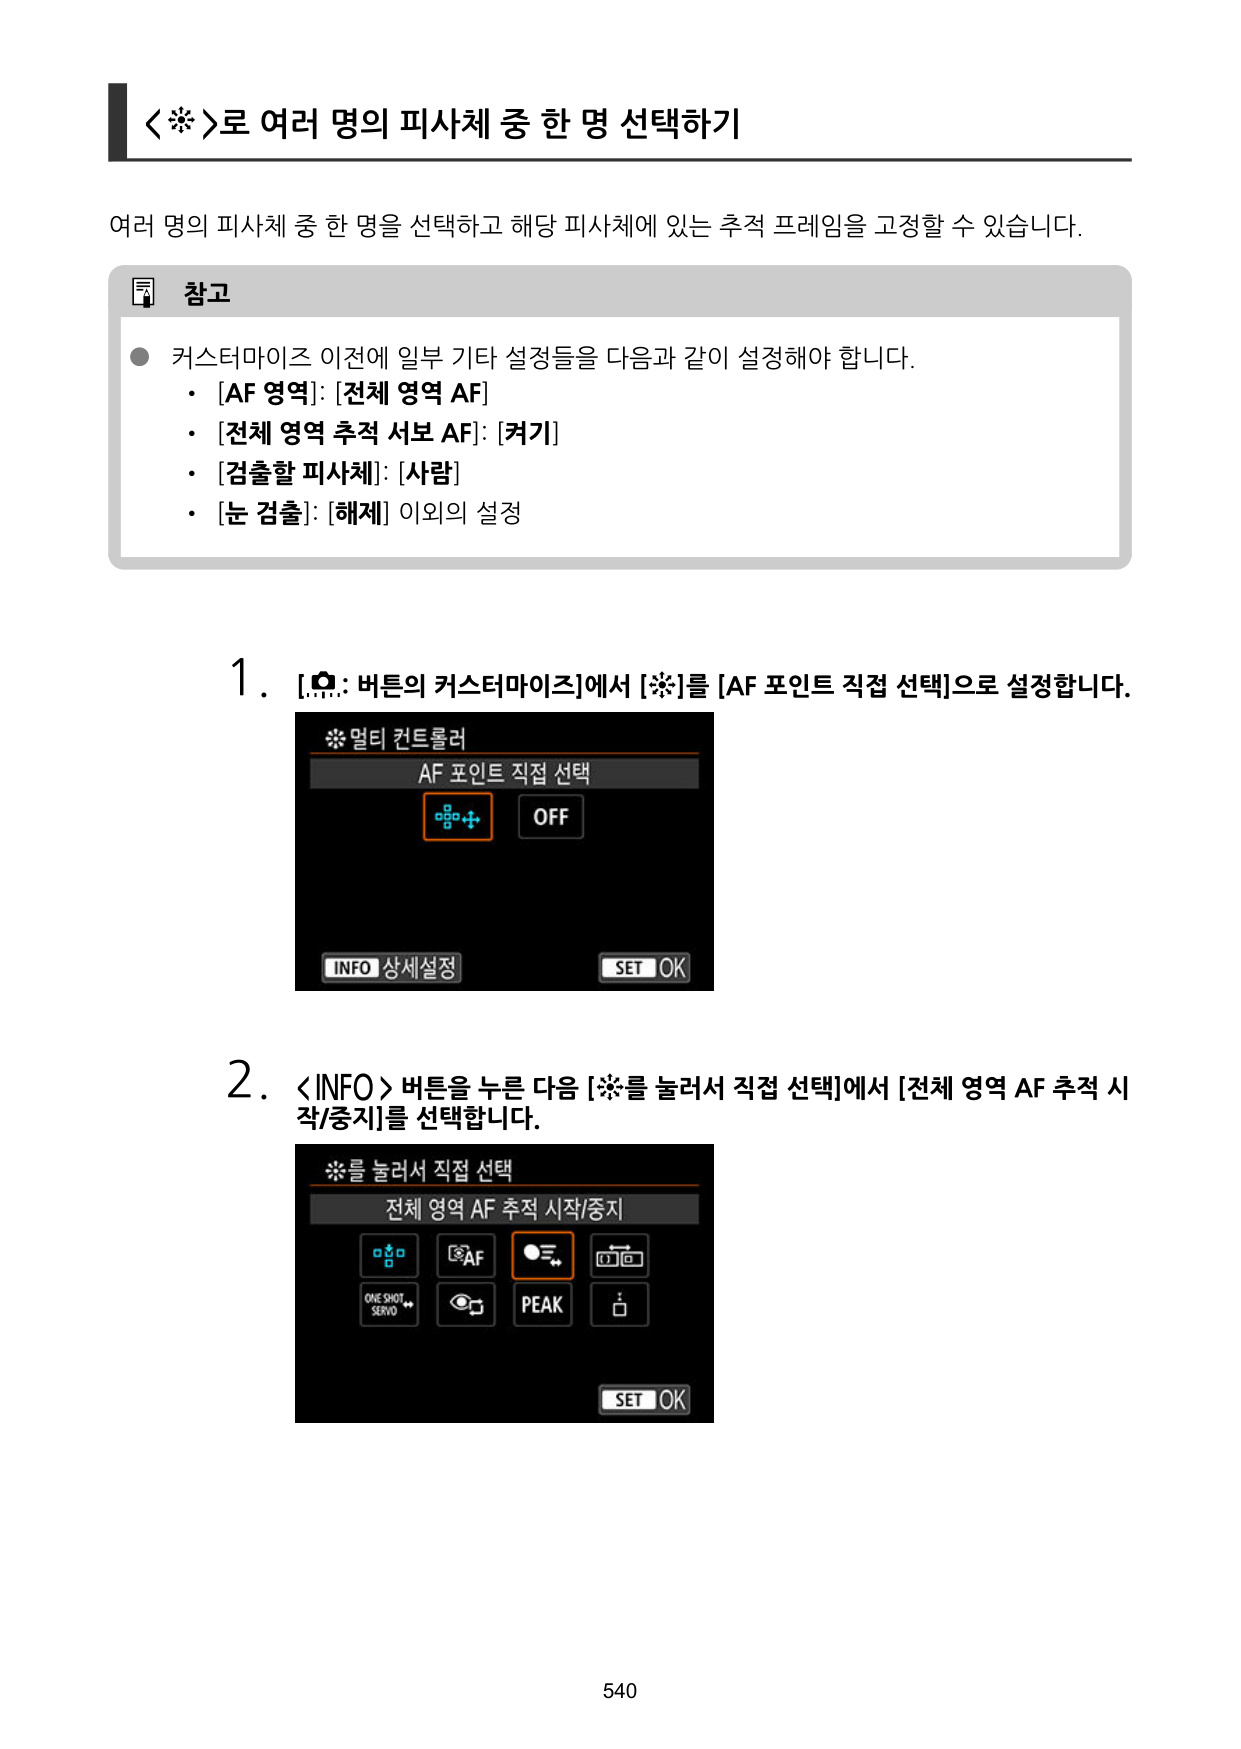 <❊>로 여러 명의 피사체 중 한 명 선택하기
여러 명의 피사체 중 한 명을 선택하고 해당 피사체에 있는 추적 프레임을 고정할 수 있습니다.
참고
● 커스터마이즈 이전에 일부 기타 설정들을 다음과 같이 설정해야 합니다.
• [AF 영역]: [전체 영역 AF]
• [전체 영역 추적 서보 AF]: [켜기]
• [검출할 피사체]: [사람]
• [눈 검출]: [해제] 이외의 설정
1. [: 버튼의 커스터마이즈]에서 [❊]를 [AF 포인트 직접 선택]으로 설정합니다.
❊멀티 컨트롤러
AF 포인트 직접 선택
OFF
INFO 상세설정 SET OK
2. <INFO> 버튼을 누른 다음 [❊를 눌러서 직접 선택]에서 [전체 영역 AF 추적 시
작/중지]를 선택합니다.
❊를 눌러서 직접 선택
전체 영역 AF 추적 시작/중지
AF
ONE SHOT
SERVO PEAK
SET OK
540